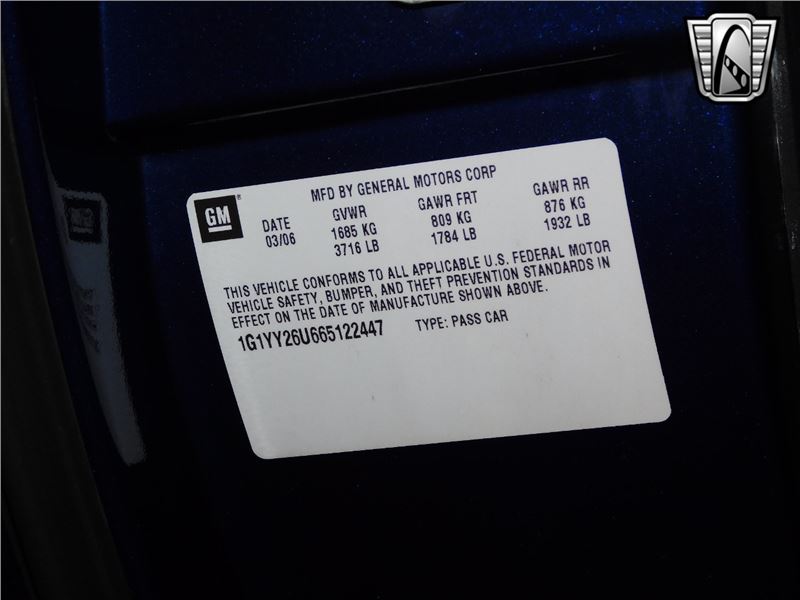 MFD BY GENERAL MOTORS CORP
GM
DATE GVWR GAWR FRT GAWR RR
03/06 1685 KG 809 KG 876 KG
3716 LB 1784 LB 1932 LB
THIS VEHICLE CONFORMS TO ALL APPLICABLE U.S. FEDERAL MOTOR
VEHICLE SAFETY, BUMPER, AND THEFT PREVENTION STANDARDS IN
EFFECT ON THE DATE OF MANUFACTURE SHOWN ABOVE.
1G1YY26U665122447 TYPE: PASS CAR